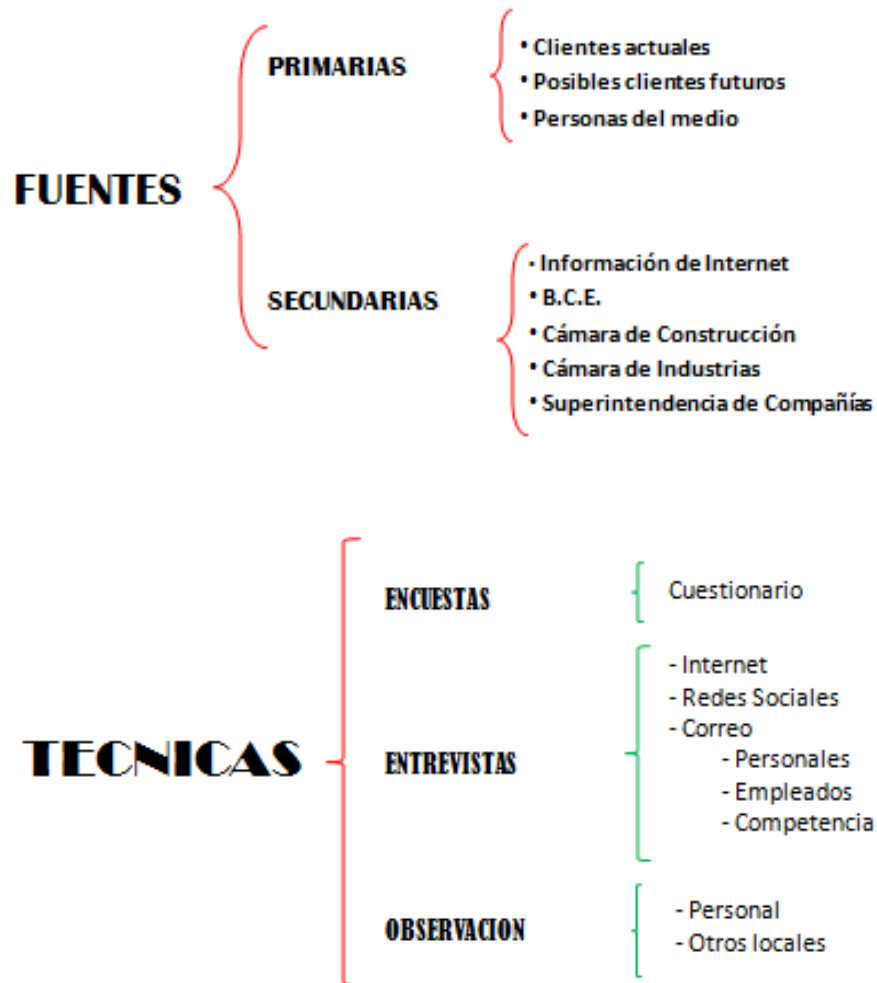 FUENTES
PRIMARIAS
• Clientes actuales
• Posibles clientes futuros
• Personas del medio
SECUNDARIAS
• Información de Internet
• B.C.E.
• Cámara de Construcción
• Cámara de Industrias
• Superintendencia de Compañías
TECNICAS
ENCUESTAS
Cuestionario
ENTREVISTAS
- Internet
- Redes Sociales
- Correo
- Personales
- Empleados
- Competencia
OBSERVACION
- Personal
- Otros locales